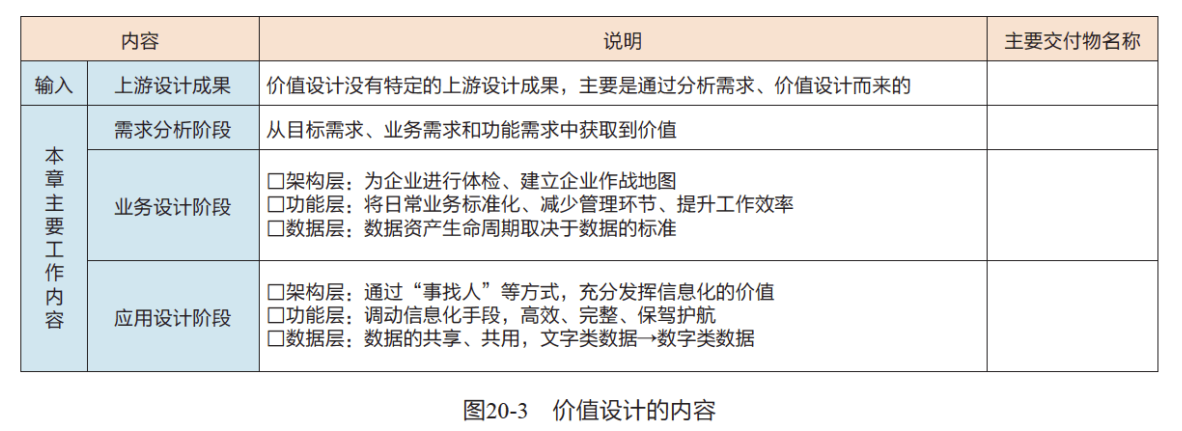 内容 说明 主要交付物名称
输入 上游设计成果 价值设计没有特定的上游设计成果，主要是通过分析需求、价值设计而来的
本章主要工作内容
需求分析阶段 从目标需求、业务需求和功能需求中获取到价值
业务设计阶段
□架构层：为企业进行体检、建立企业作战地图
□功能层：将日常业务标准化、减少管理环节、提升工作效率
□数据层：数据资产生命周期取决于数据的标准
应用设计阶段
□架构层：通过“事找人”等方式，充分发挥信息化的价值
□功能层：调动信息化手段，高效、完整、保驾护航
□数据层：数据的共享、共用，文字类数据→数字类数据
图20-3 价值设计的内容